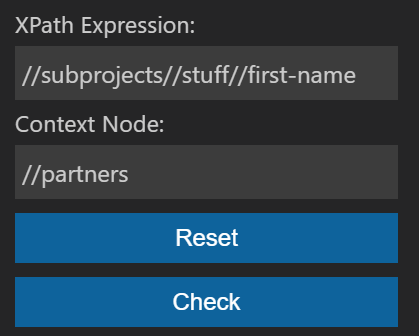 XPath Expression:
//subprojects//stuff//first-name
Context Node:
//partners
Reset
Check